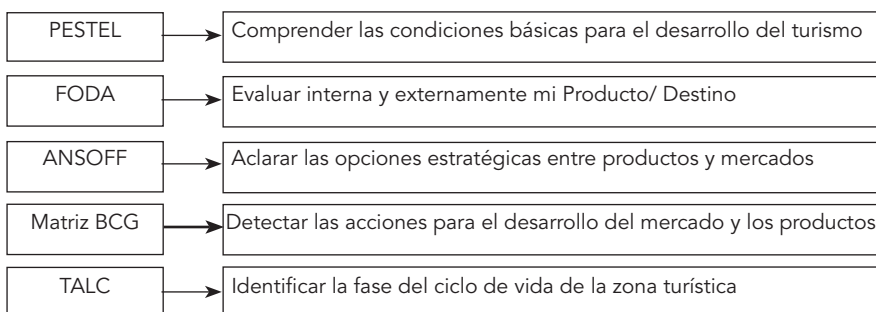 PESTEL
Comprender las condiciones básicas para el desarrollo del turismo
FODA
Evaluar interna y externamente mi Producto/ Destino
ANSOFF
Aclarar las opciones estratégicas entre productos y mercados
Matriz BCG
Detectar las acciones para el desarrollo del mercado y los productos
TALC
Identificar la fase del ciclo de vida de la zona turística